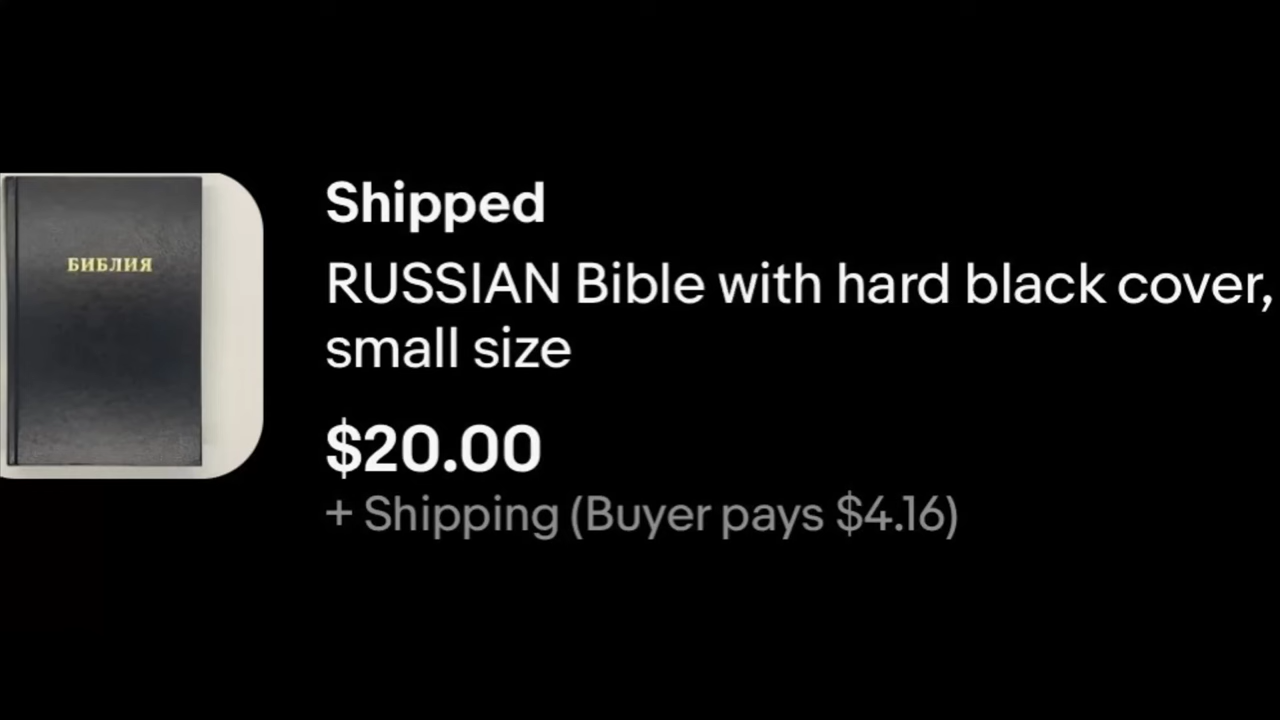 БИБЛИЯ
Shipped
RUSSIAN Bible with hard black cover,
small size
$20.00
+ Shipping (Buyer pays $4.16)